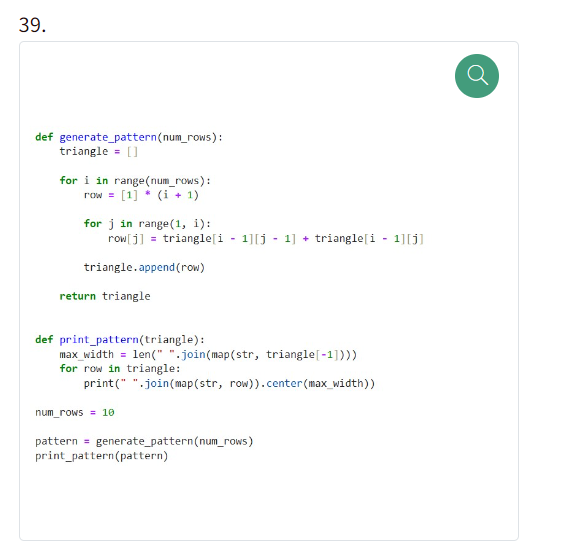 39.
def generate_pattern(num_rows):
    triangle = []
    for i in range(num_rows):
        row = [1] * (i + 1)
        for j in range(1, i):
            row[j] = triangle[i - 1][j - 1] + triangle[i - 1][j]
        triangle.append(row)
    return triangle
def print_pattern(triangle):
    max_width = len(" ".join(map(str, triangle[-1])))
    for row in triangle:
        print(" ".join(map(str, row)).center(max_width))
num_rows = 10
pattern = generate_pattern(num_rows)
print_pattern(pattern)